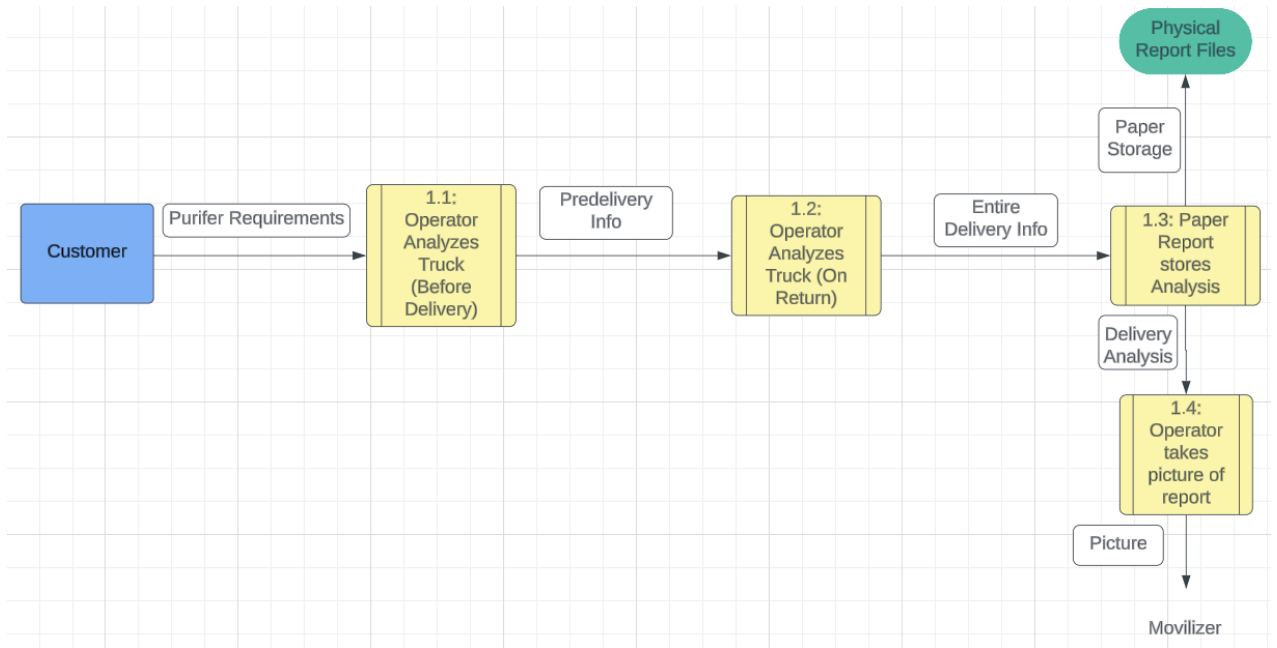 Customer
Purifer Requirements
1.1:
Operator
Analyzes
Truck
(Before
Delivery)
Predelivery
Info
1.2:
Operator
Analyzes
Truck (On
Return)
Entire
Delivery Info
Physical
Report Files
Paper
Storage
1.3: Paper
Report
stores
Analysis
Delivery
Analysis
1.4:
Operator
takes
picture of
report
Picture
Movilizer